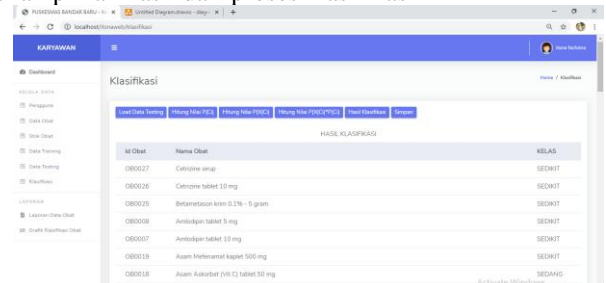 PUSKESMAS BANDAR BARU
Untitled Diagram.drawio - diagr
localhost/
/klasifikasi
KARYAWAN
Dashboard
Klasifikasi
Home / Klasifikasi
KELOLA DATA
Pengguna
Data Obat
Stok Obat
Data Training
Data Testing
Klasifikasi
LAPORAN
Laporan Data Obat
Grafik Klasifikasi Obat
Load Data Testing
Hitung Nilai P(Ci)
Hitung Nilai P(X|Ci)
Hitung Nilai P(X|Ci)*P(Ci)
Hasil Klasifikasi
Simpan
HASIL KLASIFIKASI
Id Obat Nama Obat KELAS
OB0027 Cetirizine sirup SEDIKIT
OB0026 Cetirizine tablet 10 mg SEDIKIT
OB0025 Betametason krim 0.1% - 5 gram SEDIKIT
OB0008 Amlodipin tablet 5 mg SEDIKIT
OB0007 Amlodipin tablet 10 mg SEDIKIT
OB0019 Asam Mefenamat kaplet 500 mg SEDIKIT
OB0018 Asam Askorbat (Vit C) tablet 50 mg SEDANG
Activate Windows